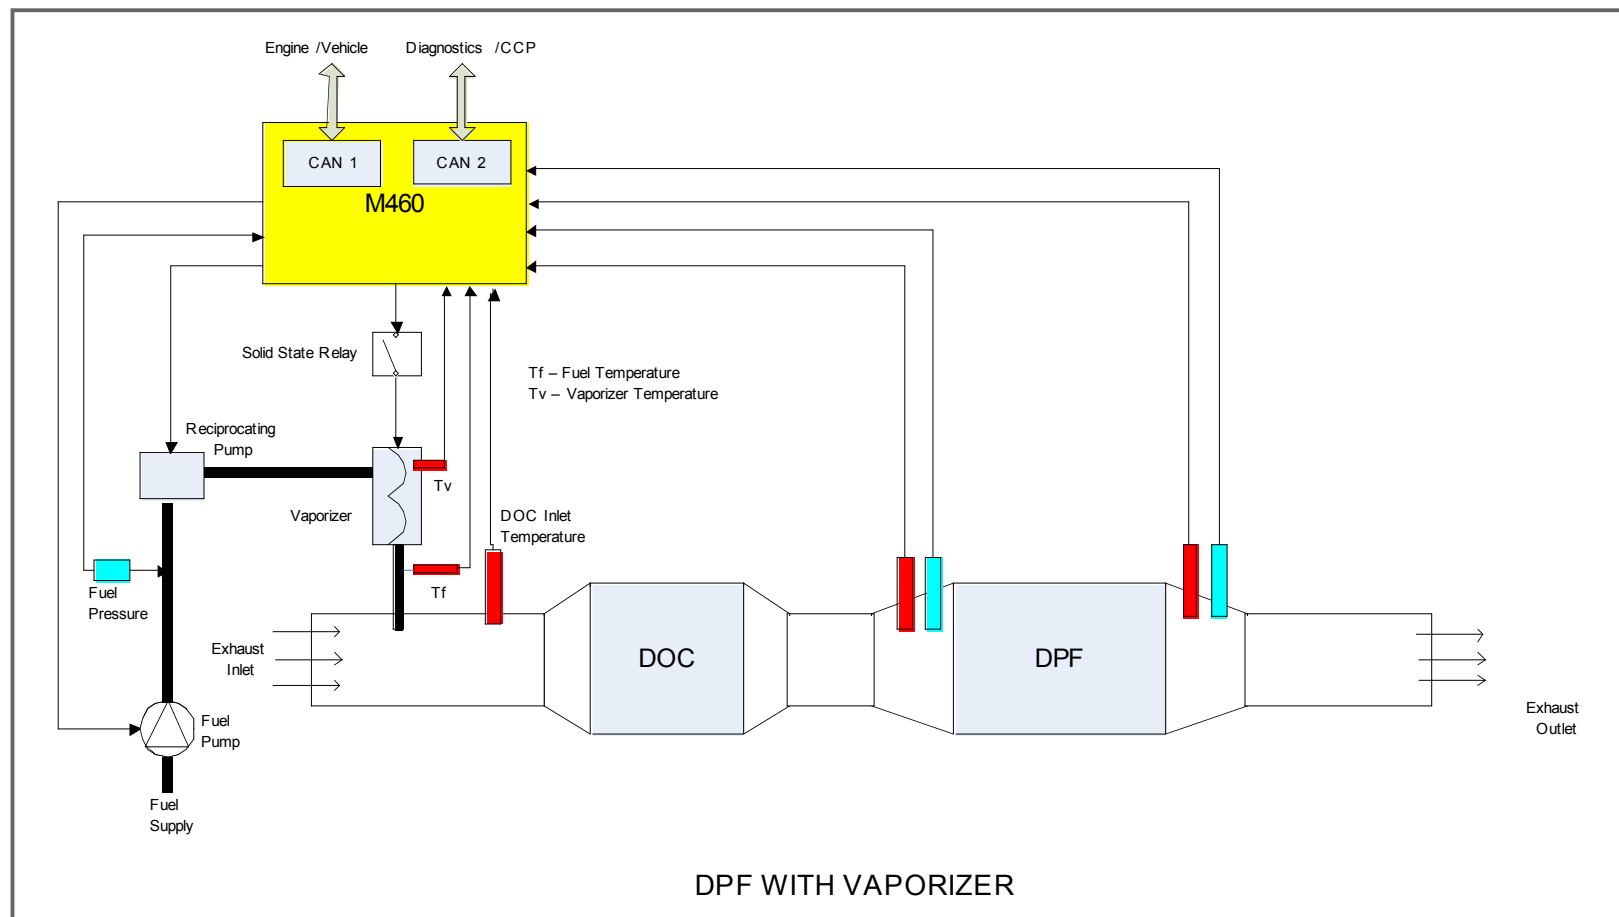 Engine /Vehicle
Diagnostics /CCP
CAN 1
CAN 2
M460
Solid State Relay
Tf – Fuel Temperature
Tv – Vaporizer Temperature
Reciprocating
Pump
Tv
Vaporizer
DOC Inlet
Temperature
Fuel
Pressure
Tf
Exhaust
Inlet
DOC
DPF
Exhaust
Outlet
Fuel
Pump
Fuel
Supply
DPF WITH VAPORIZER